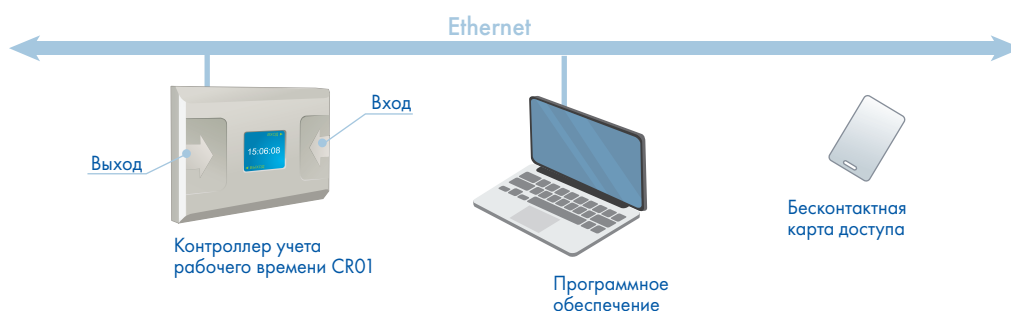 Ethernet
Вход
15:06:08
Выход
Бесконтактная
карта доступа
Контроллер учета
рабочего времени CR01
Программное
обеспечение